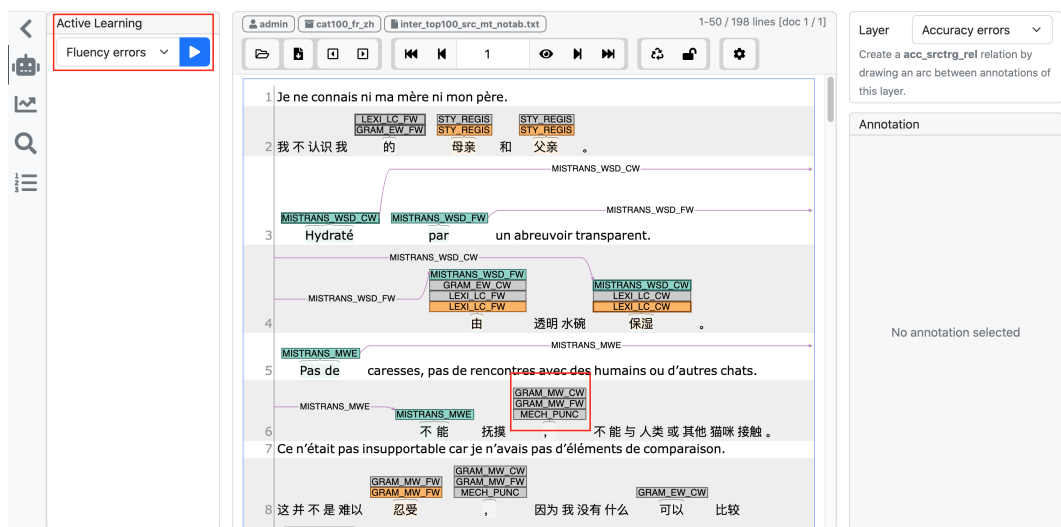 Active Learning
Fluency errors
admin
cat100_fr_zh
inter_top100_src_mt_notab.txt
1-50 / 198 lines [doc 1 / 1]
1
Layer
Accuracy errors
Create a acc_srctrg_rel relation by
drawing an arc between annotations of
this layer.
Annotation
No annotation selected
1 Je ne connais ni ma mère ni mon père.
LEXI_LC_FW STY_REGIS STY_REGIS
GRAM_EW_FW STY_REGIS STY_REGIS
2 我 不 认识 我 的 母亲 和 父亲 。
MISTRANS_WSD_CW
MISTRANS_WSD_FW
MISTRANS_WSD_CW MISTRANS_WSD_FW
3 Hydraté par un abreuvoir transparent.
MISTRANS_WSD_CW
MISTRANS_WSD_FW
GRAM_EW_CW MISTRANS_WSD_CW
MISTRANS_WSD_FW LEXI_LC_FW LEXI_LC_CW
LEXI_LC_FW LEXI_LC_CW
4 由 透明 水碗 保湿 。
MISTRANS_MWE
MISTRANS_MWE
5 Pas de caresses, pas de rencontres avec des humains ou d'autres chats.
GRAM_MW_CW
MISTRANS_MWE GRAM_MW_FW
MISTRANS_MWE MECH_PUNC
6 不 能 抚摸 ， 不 能 与 人类 或 其他 猫咪 接触 。
7 Ce n'était pas insupportable car je n'avais pas d'éléments de comparaison.
GRAM_MW_CW
GRAM_MW_FW GRAM_MW_FW
GRAM_MW_FW MECH_PUNC GRAM_EW_CW
8 这 并 不 是 难以 忍受 ， 因为 我 没有 什么 可以 比较